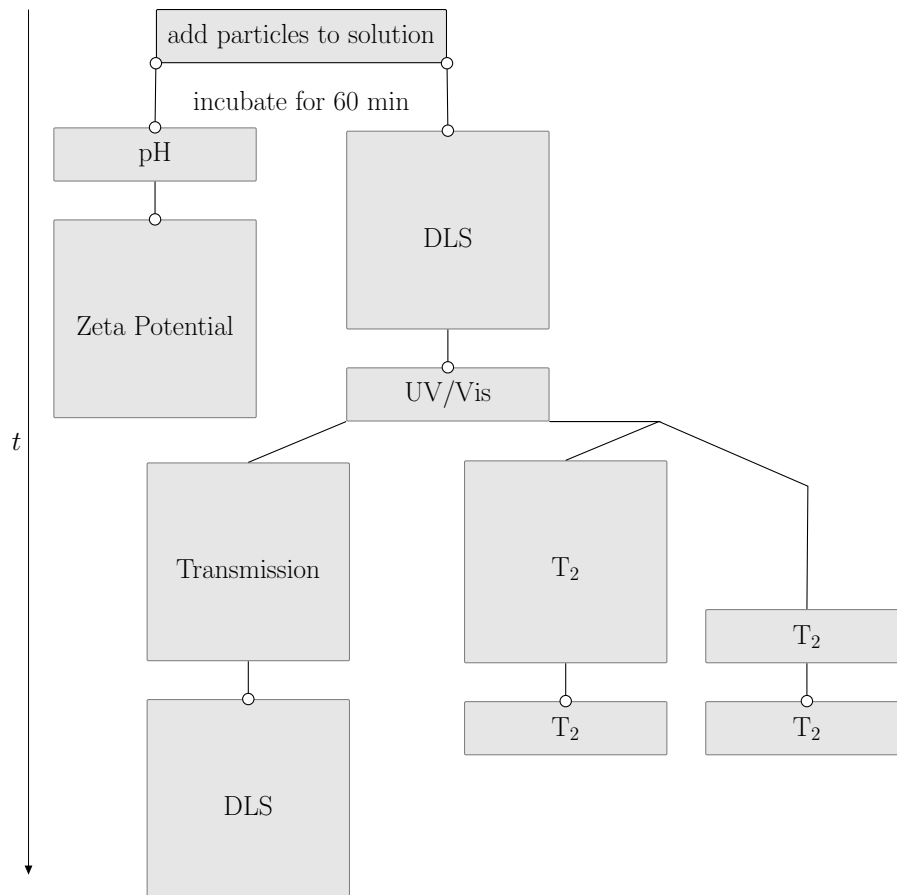 add particles to solution
incubate for 60 min
pH
DLS
Zeta Potential
UV/Vis
t
Transmission
T₂
T₂
T₂
T₂
DLS